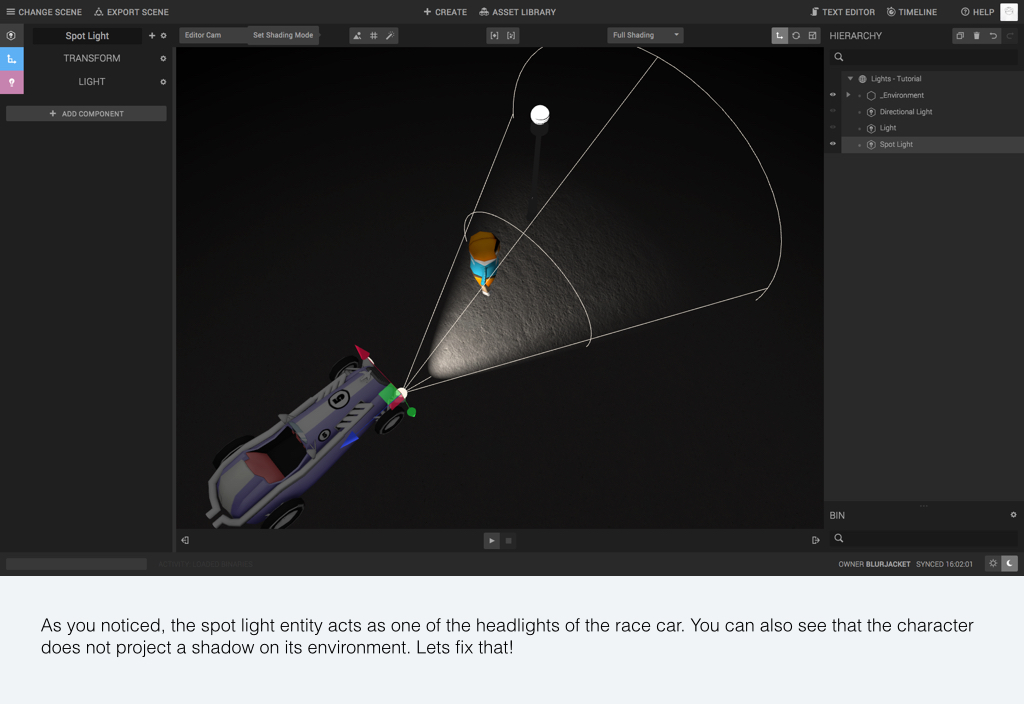 CHANGE SCENE EXPORT SCENE CREATE ASSET LIBRARY TEXT EDITOR TIMELINE HELP
Spot Light Editor Cam Set Shading Mode Full Shading HIERARCHY
TRANSFORM
LIGHT
Lights - Tutorial
_Environment
Directional Light
ADD COMPONENT
Light
Spot Light
BIN
OWNER BLURJACKET SYNCED 16:02:01
As you noticed, the spot light entity acts as one of the headlights of the race car. You can also see that the character
does not project a shadow on its environment. Lets fix that!